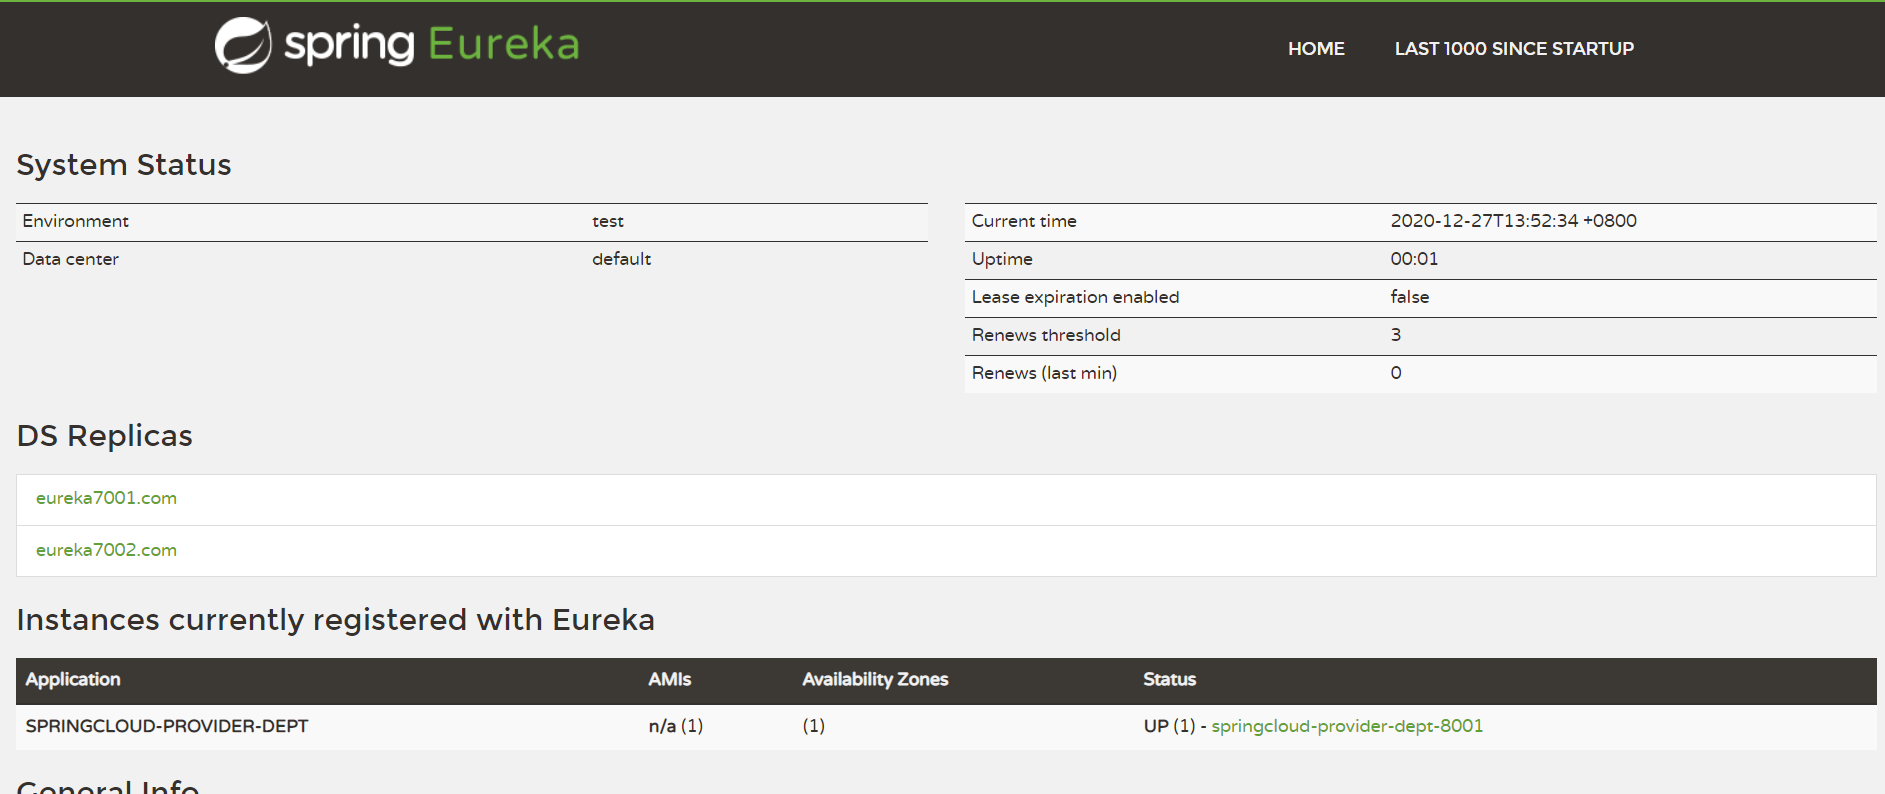 spring Eureka
HOME LAST 1000 SINCE STARTUP
System Status
Environment test
Data center default
Current time 2020-12-27T13:52:34 +0800
Uptime 00:01
Lease expiration enabled false
Renews threshold 3
Renews (last min) 0
DS Replicas
eureka7001.com
eureka7002.com
Instances currently registered with Eureka
Application AMIs Availability Zones Status
SPRINGCLOUD-PROVIDER-DEPT n/a (1) (1) UP (1) - springcloud-provider-dept-8001
General Info